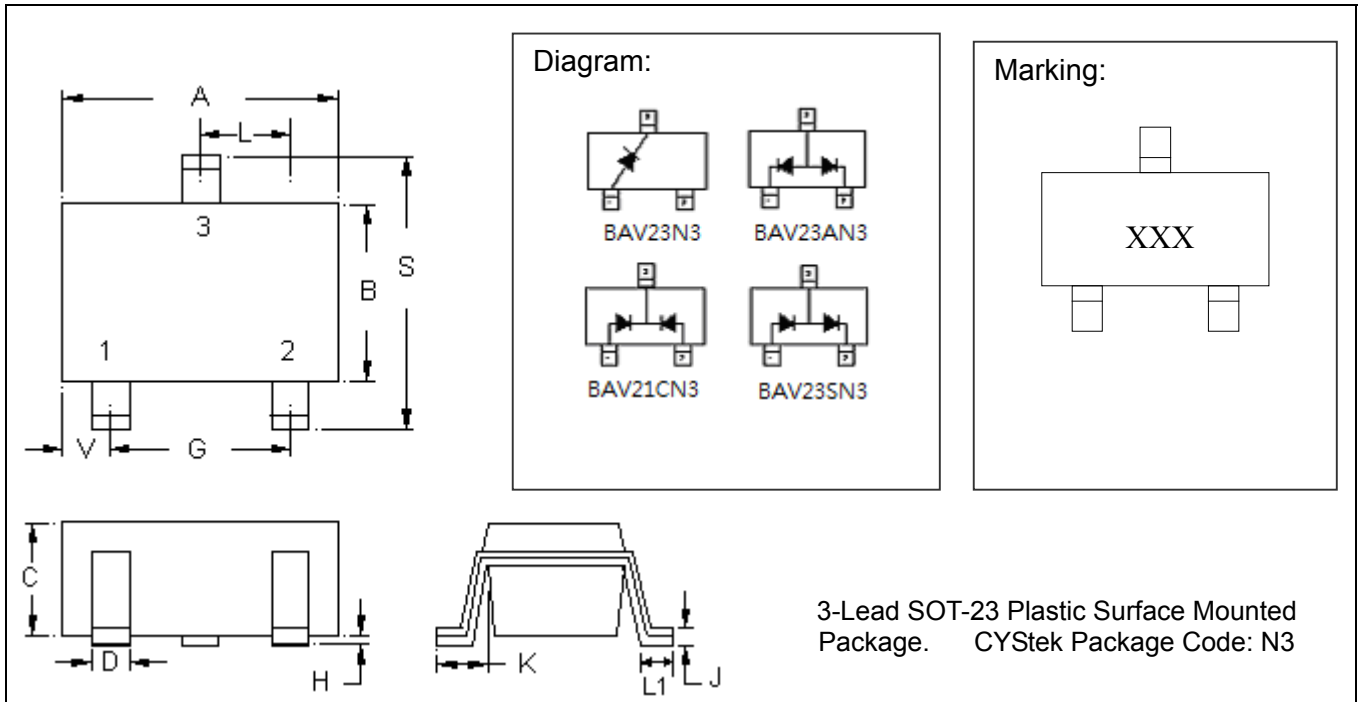 A
L
3
S
B
1
2
V
G
C
D
H
K
L1
J
Diagram:
BAV23N3
BAV23AN3
BAV21CN3
BAV23SN3
Marking:
XXX
3-Lead SOT-23 Plastic Surface Mounted
Package. CYStek Package Code: N3